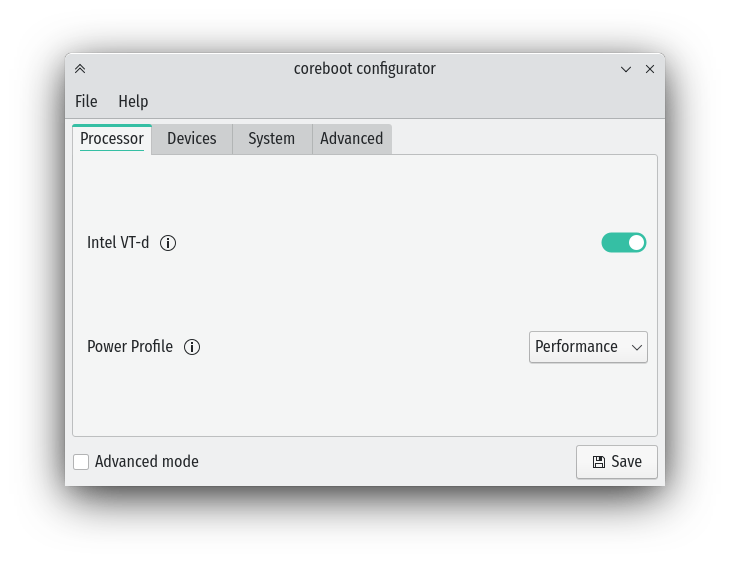 coreboot configurator
File Help
Processor Devices System Advanced
Intel VT-d
Power Profile Performance
Advanced mode Save